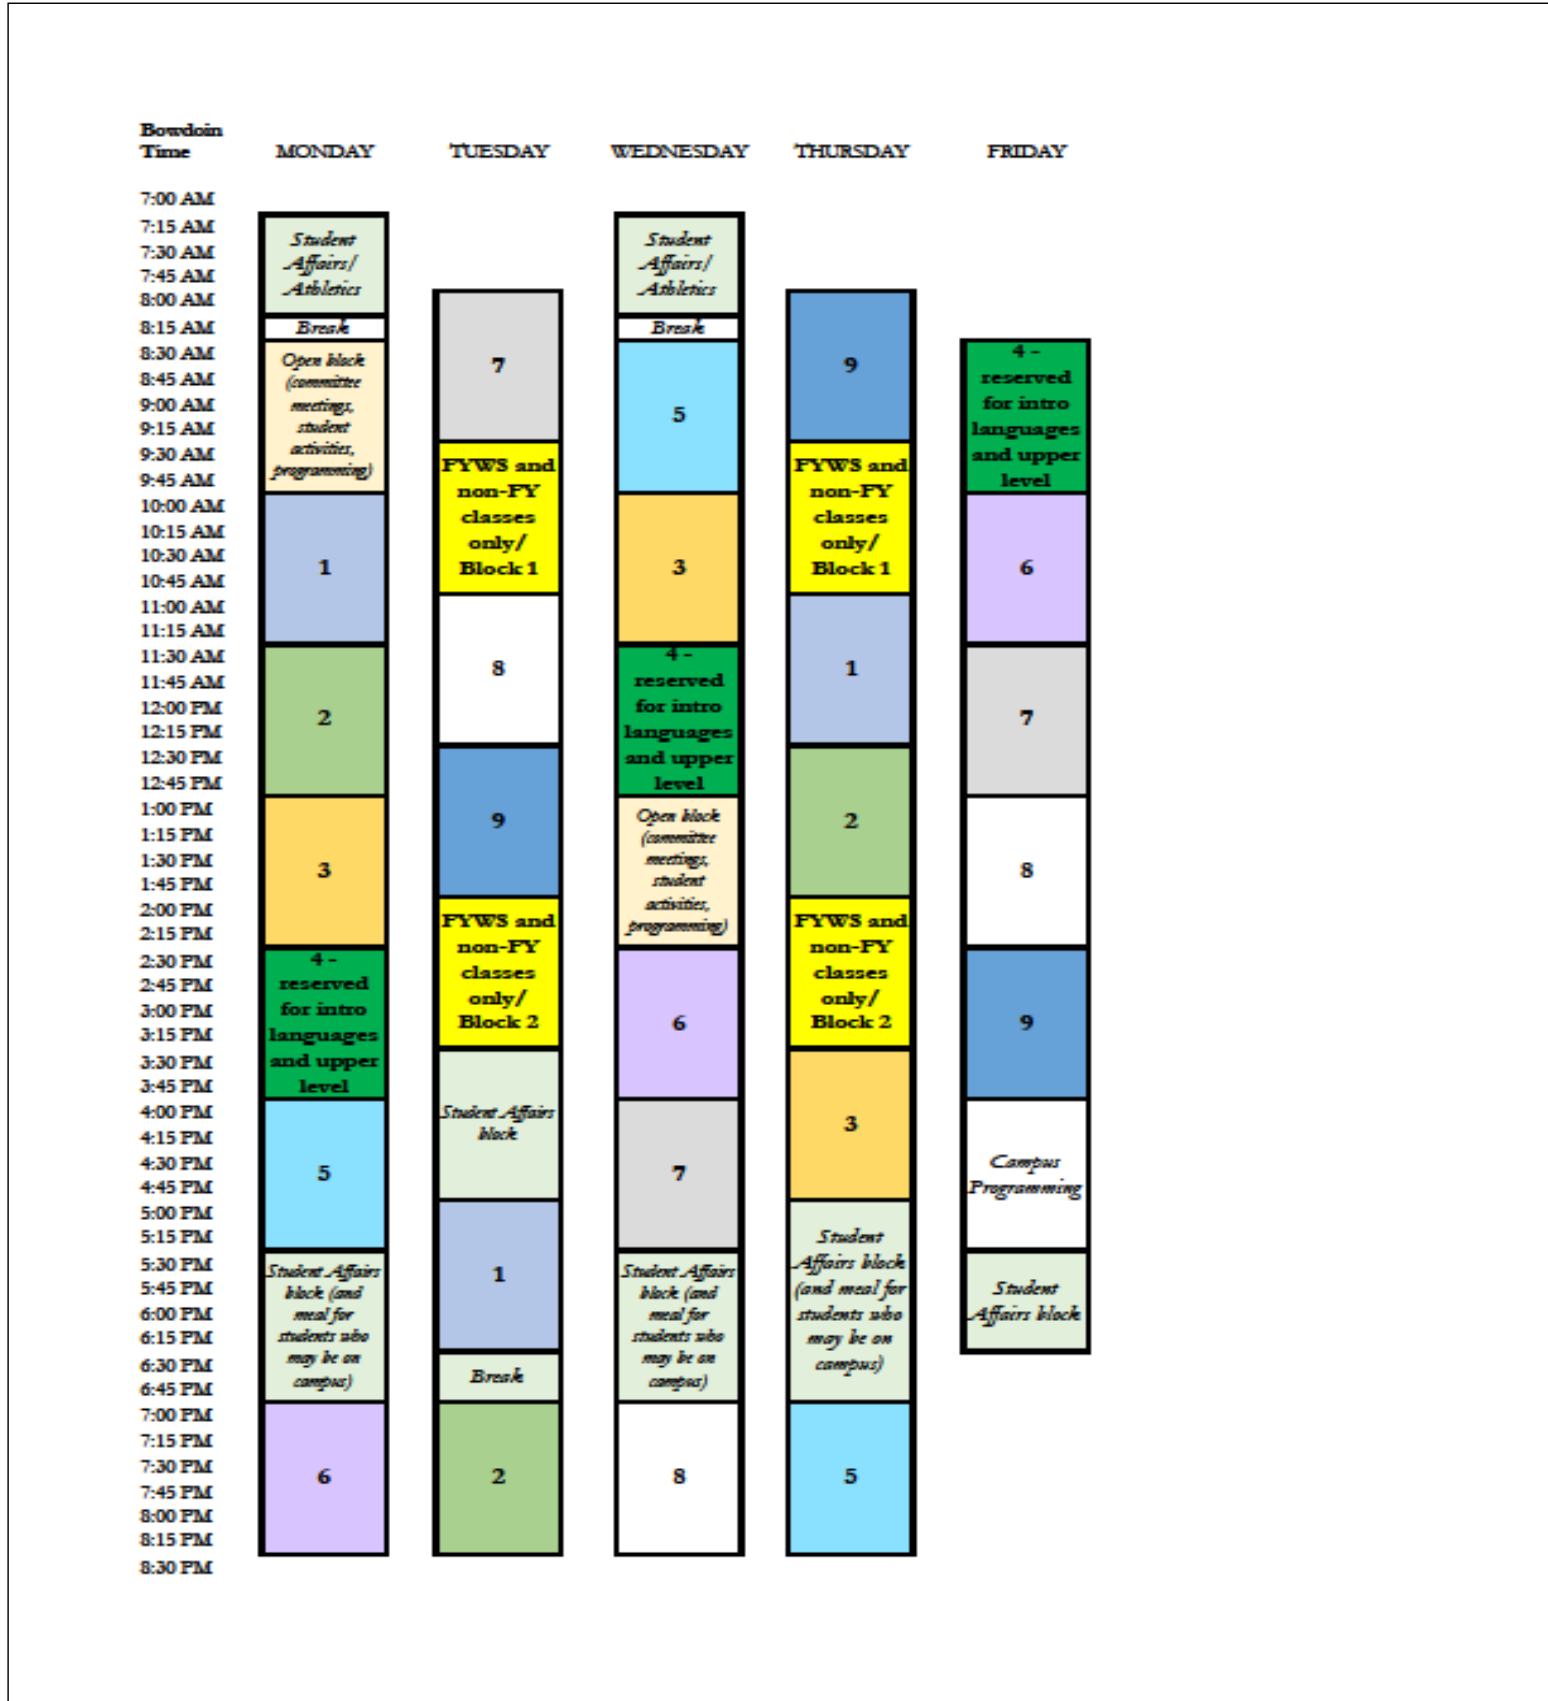 Bowdoin
Time MONDAY TUESDAY WEDNESDAY THURSDAY FRIDAY
7:00 AM
7:15 AM
7:30 AM
7:45 AM
8:00 AM
8:15 AM
8:30 AM
8:45 AM
9:00 AM
9:15 AM
9:30 AM
9:45 AM
10:00 AM
10:15 AM
10:30 AM
10:45 AM
11:00 AM
11:15 AM
11:30 AM
11:45 AM
12:00 PM
12:15 PM
12:30 PM
12:45 PM
1:00 PM
1:15 PM
1:30 PM
1:45 PM
2:00 PM
2:15 PM
2:30 PM
2:45 PM
3:00 PM
3:15 PM
3:30 PM
3:45 PM
4:00 PM
4:15 PM
4:30 PM
4:45 PM
5:00 PM
5:15 PM
5:30 PM
5:45 PM
6:00 PM
6:15 PM
6:30 PM
6:45 PM
7:00 PM
7:15 PM
7:30 PM
7:45 PM
8:00 PM
8:15 PM
8:30 PM
Student
Affairs/
Athletics
Break
Open block
(committee
meetings,
student
activities,
programming)
1
2
3
4 -
reserved
for intro
languages
and upper
level
5
Student Affairs
block (and
meal for
students who
may be on
campus)
6
7
FYWS and
non-FY
classes
only/
Block 1
8
9
FYWS and
non-FY
classes
only/
Block 2
Student Affairs
block
1
Break
2
Student
Affairs/
Athletics
Break
5
3
4 -
reserved
for intro
languages
and upper
level
Open block
(committee
meetings,
student
activities,
programming)
6
7
Student Affairs
block (and
meal for
students who
may be on
campus)
8
9
FYWS and
non-FY
classes
only/
Block 1
1
2
FYWS and
non-FY
classes
only/
Block 2
3
Student
Affairs block
(and meal for
students who
may be on
campus)
5
4 -
reserved
for intro
languages
and upper
level
6
7
8
9
Campus
Programming
Student
Affairs block